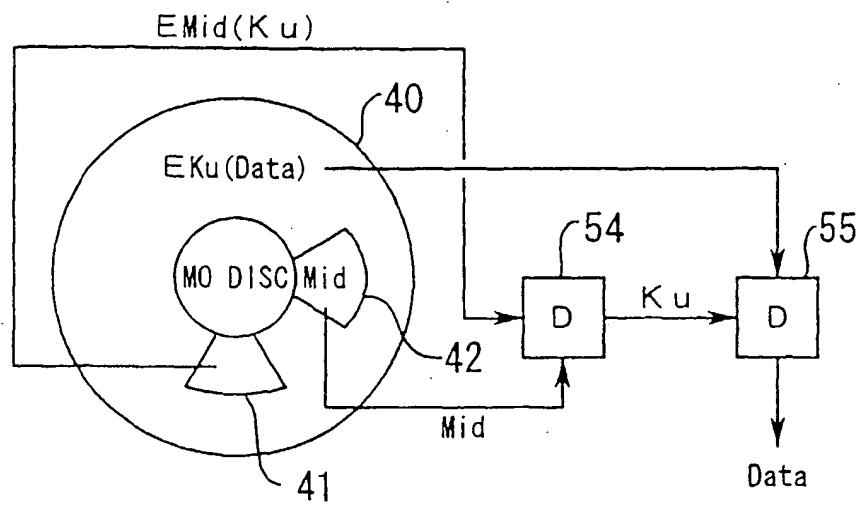 EMid(Ku)
40
EKu(Data)
54
55
MO DISC
Mid
D
Ku
D
42
Mid
41
Data